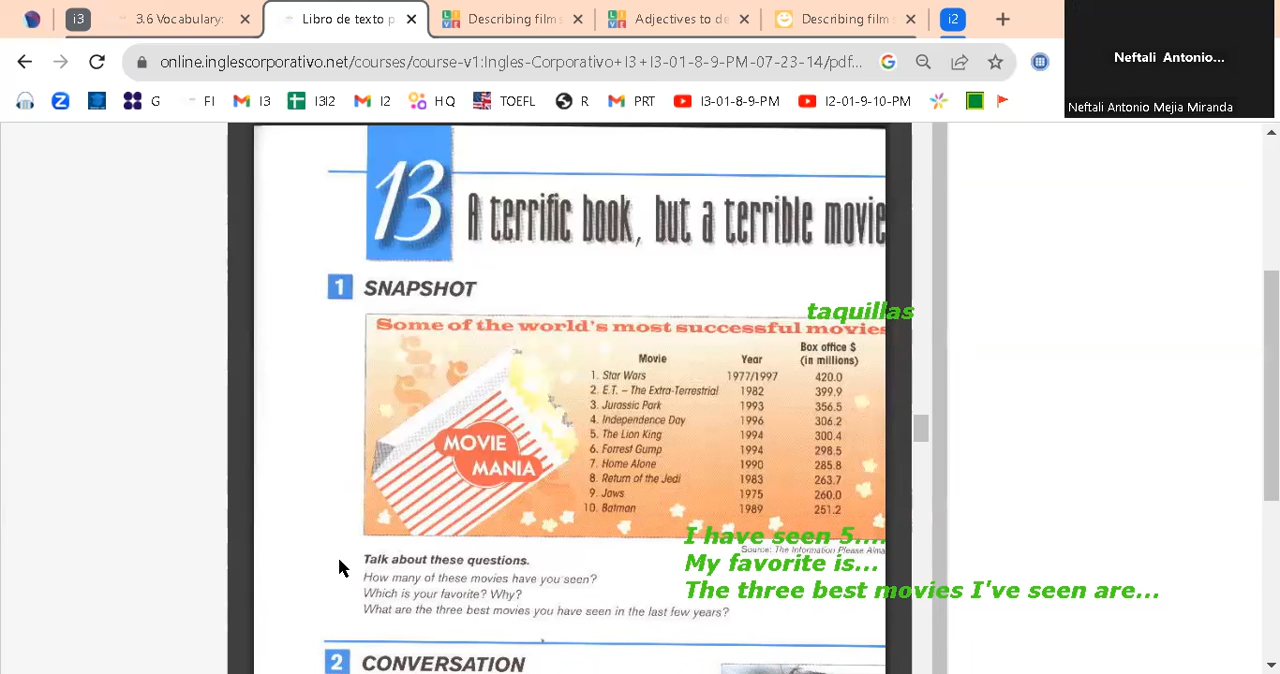 i3
3.6 Vocabulary:
Libro de texto p
Describing film
Adjectives to de
Describing film
i2
online.inglescorporativo.net/courses/course-v1:Ingles-Corporativo+I3+I3-01-8-9-PM-07-23-14/pdf...
G
FI
I3
I3I2
I2
HQ
TOEFL
R
PRT
I3-01-8-9-PM
I2-01-9-10-PM
Neftali Antonio...
Neftali Antonio Mejia Miranda
13
A terrific book, but a terrible movie
1 SNAPSHOT
taquillas
Some of the world's most successful movies
Movie Year Box office $ (in millions)
1. Star Wars 1977/1997 420.0
2. E.T. – The Extra-Terrestrial 1982 399.9
3. Jurassic Park 1993 356.5
4. Independence Day 1996 306.2
5. The Lion King 1994 300.4
6. Forrest Gump 1994 298.5
7. Home Alone 1990 285.8
8. Return of the Jedi 1983 263.7
9. Jaws 1975 260.0
10. Batman 1989 251.2
MOVIE
MANIA
I have seen 5....
Source: The Information Please Alma
My favorite is...
The three best movies I've seen are...
Talk about these questions.
How many of these movies have you seen?
Which is your favorite? Why?
What are the three best movies you have seen in the last few years?
2 CONVERSATION